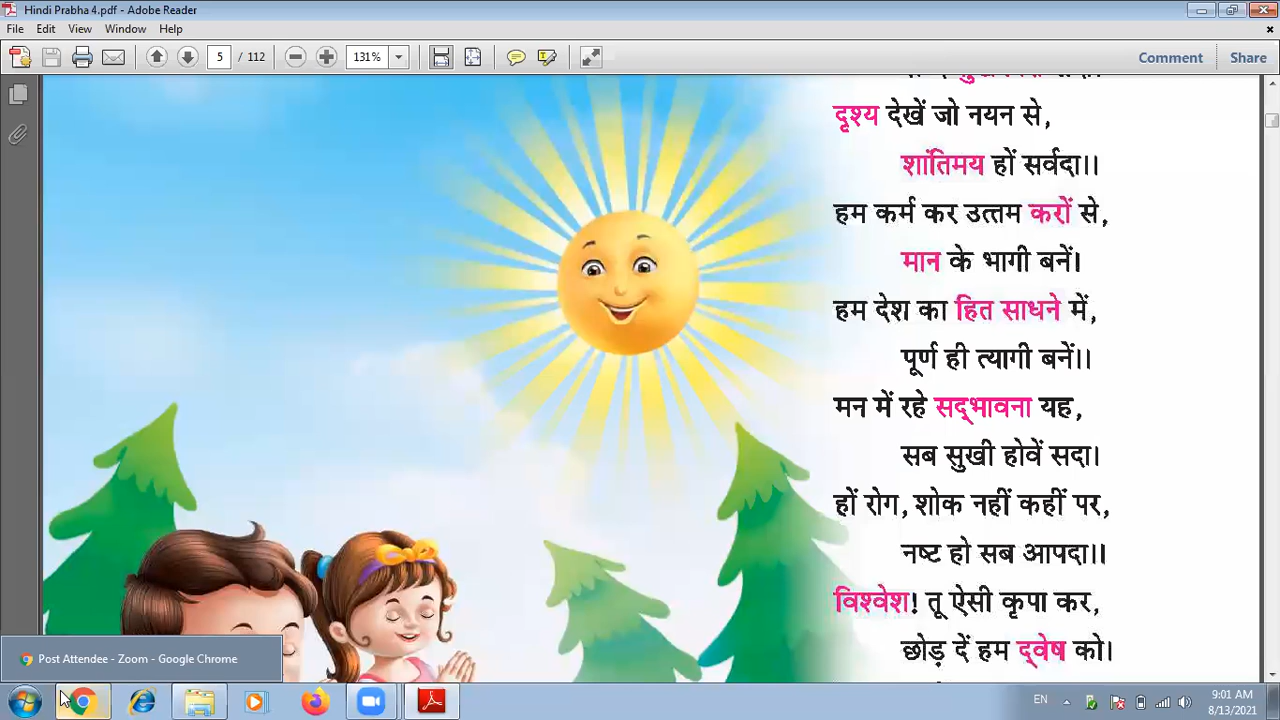 Hindi Prabha 4.pdf - Adobe Reader
File Edit View Window Help
5 / 112 131% Comment Share
दृश्य देखें जो नयन से,
शांतिमय हों सर्वदा।।
हम कर्म कर उत्तम करों से,
मान के भागी बनें।
हम देश का हित साधने में,
पूर्ण ही त्यागी बनें।।
मन में रहे सद्भावना यह,
सब सुखी होवें सदा।
हों रोग, शोक नहीं कहीं पर,
नष्ट हो सब आपदा।।
विश्वेश! तू ऐसी कृपा कर,
छोड़ दें हम द्वेष को।
Post Attendee - Zoom - Google Chrome
EN 9:01 AM
8/13/2021